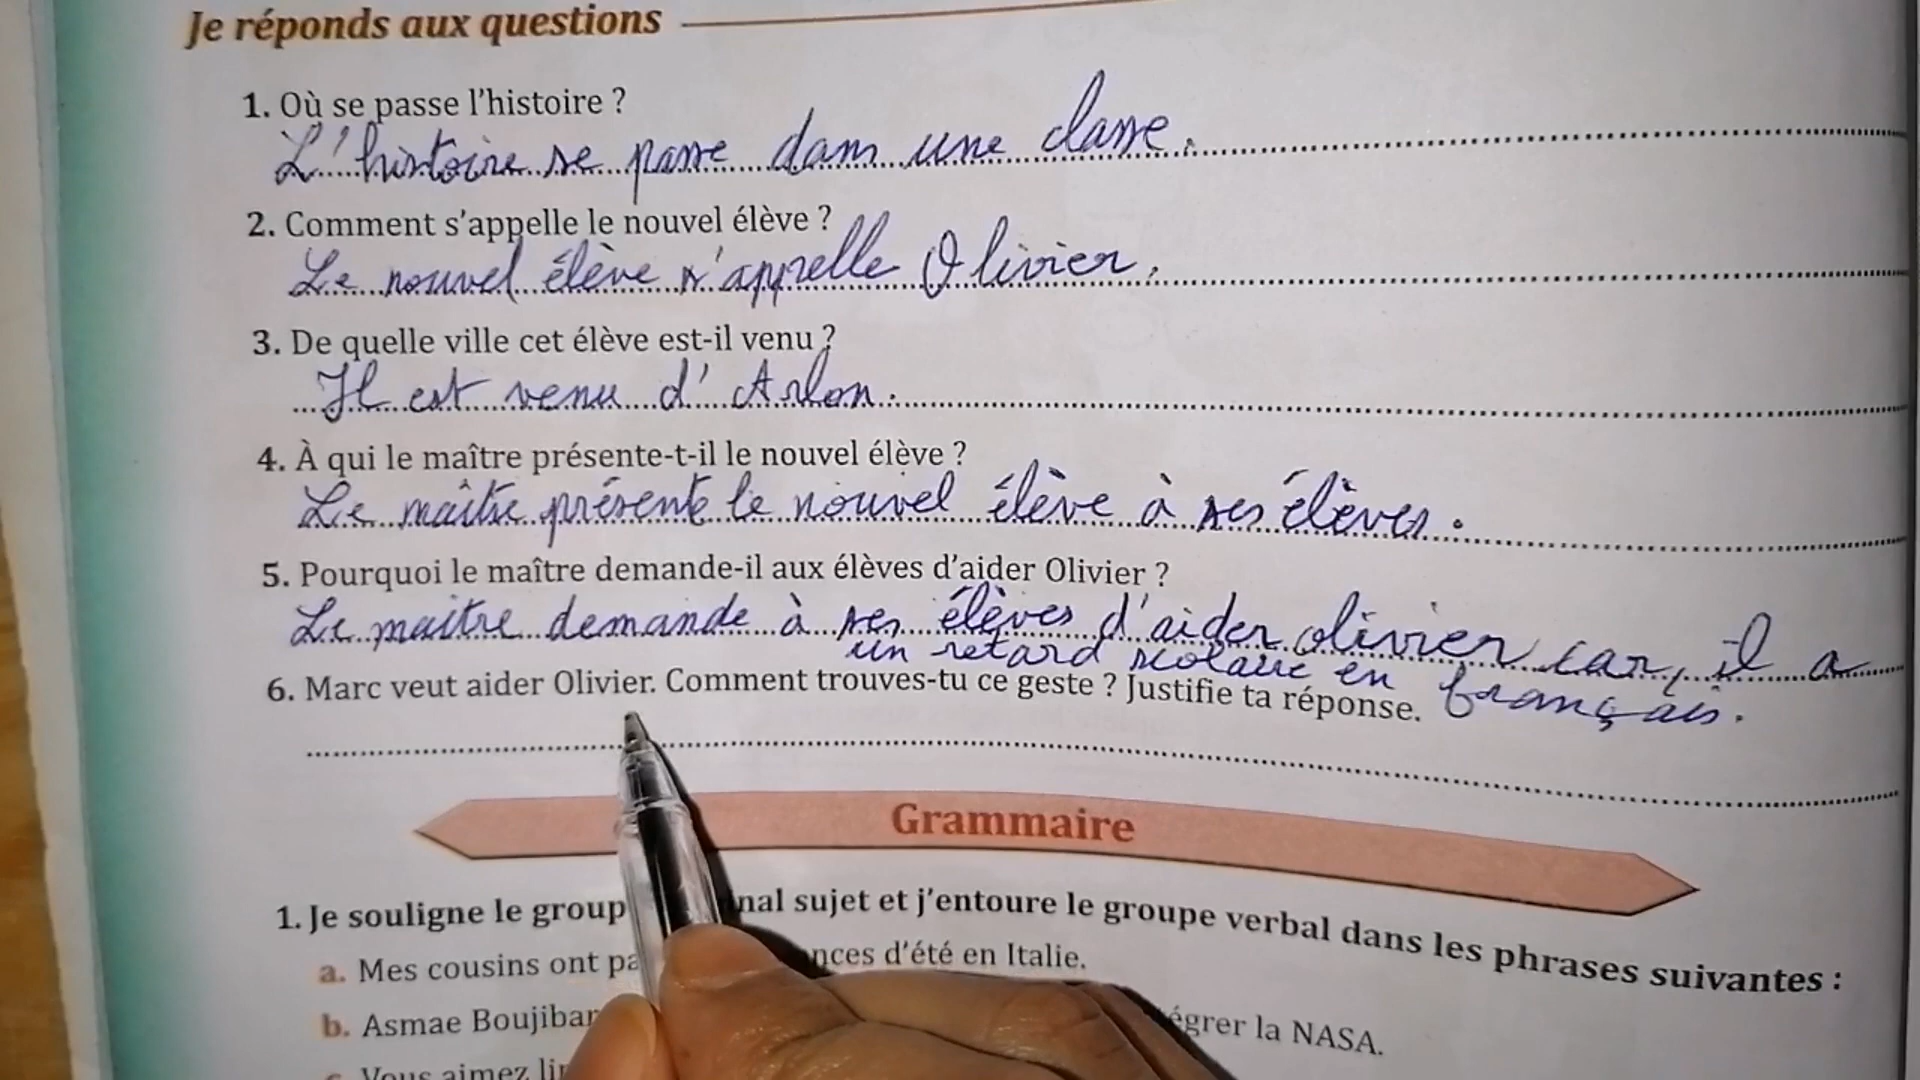 Je réponds aux questions
1. Où se passe l'histoire ?
L'histoire se passe dans une classe.
2. Comment s'appelle le nouvel élève ?
Le nouvel élève s'appelle Olivier.
3. De quelle ville cet élève est-il venu ?
Il est venu d'Arlon.
4. À qui le maître présente-t-il le nouvel élève ?
Le maître présente le nouvel élève à ses élèves.
5. Pourquoi le maître demande-il aux élèves d'aider Olivier ?
Le maitre demande à ses élèves d'aider olivier car, il a
un retard scolaire en français.
6. Marc veut aider Olivier. Comment trouves-tu ce geste ? Justifie ta réponse.
Grammaire
1. Je souligne le group nal sujet et j'entoure le groupe verbal dans les phrases suivantes :
a. Mes cousins ont pa nces d'été en Italie.
b. Asmae Boujibar égrer la NASA.
Vous aimez lir